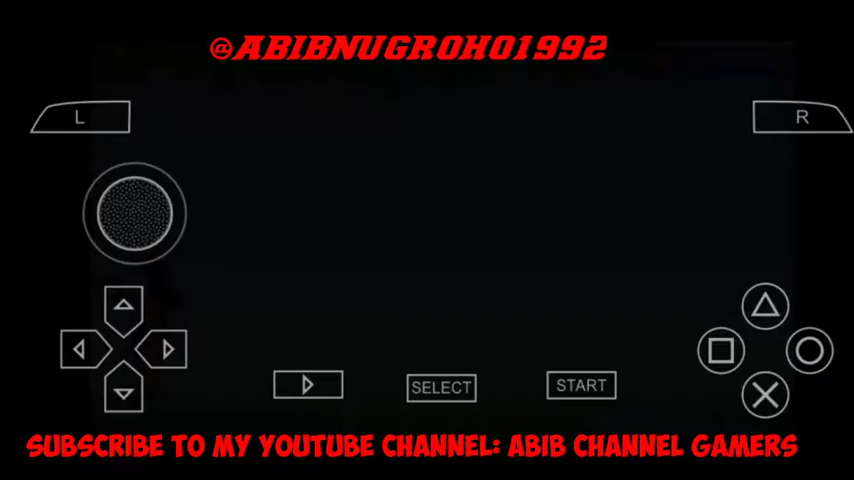 @ABIBNUGROHO1992
L
R
SELECT
START
SUBSCRIBE TO MY YOUTUBE CHANNEL: ABIB CHANNEL GAMERS